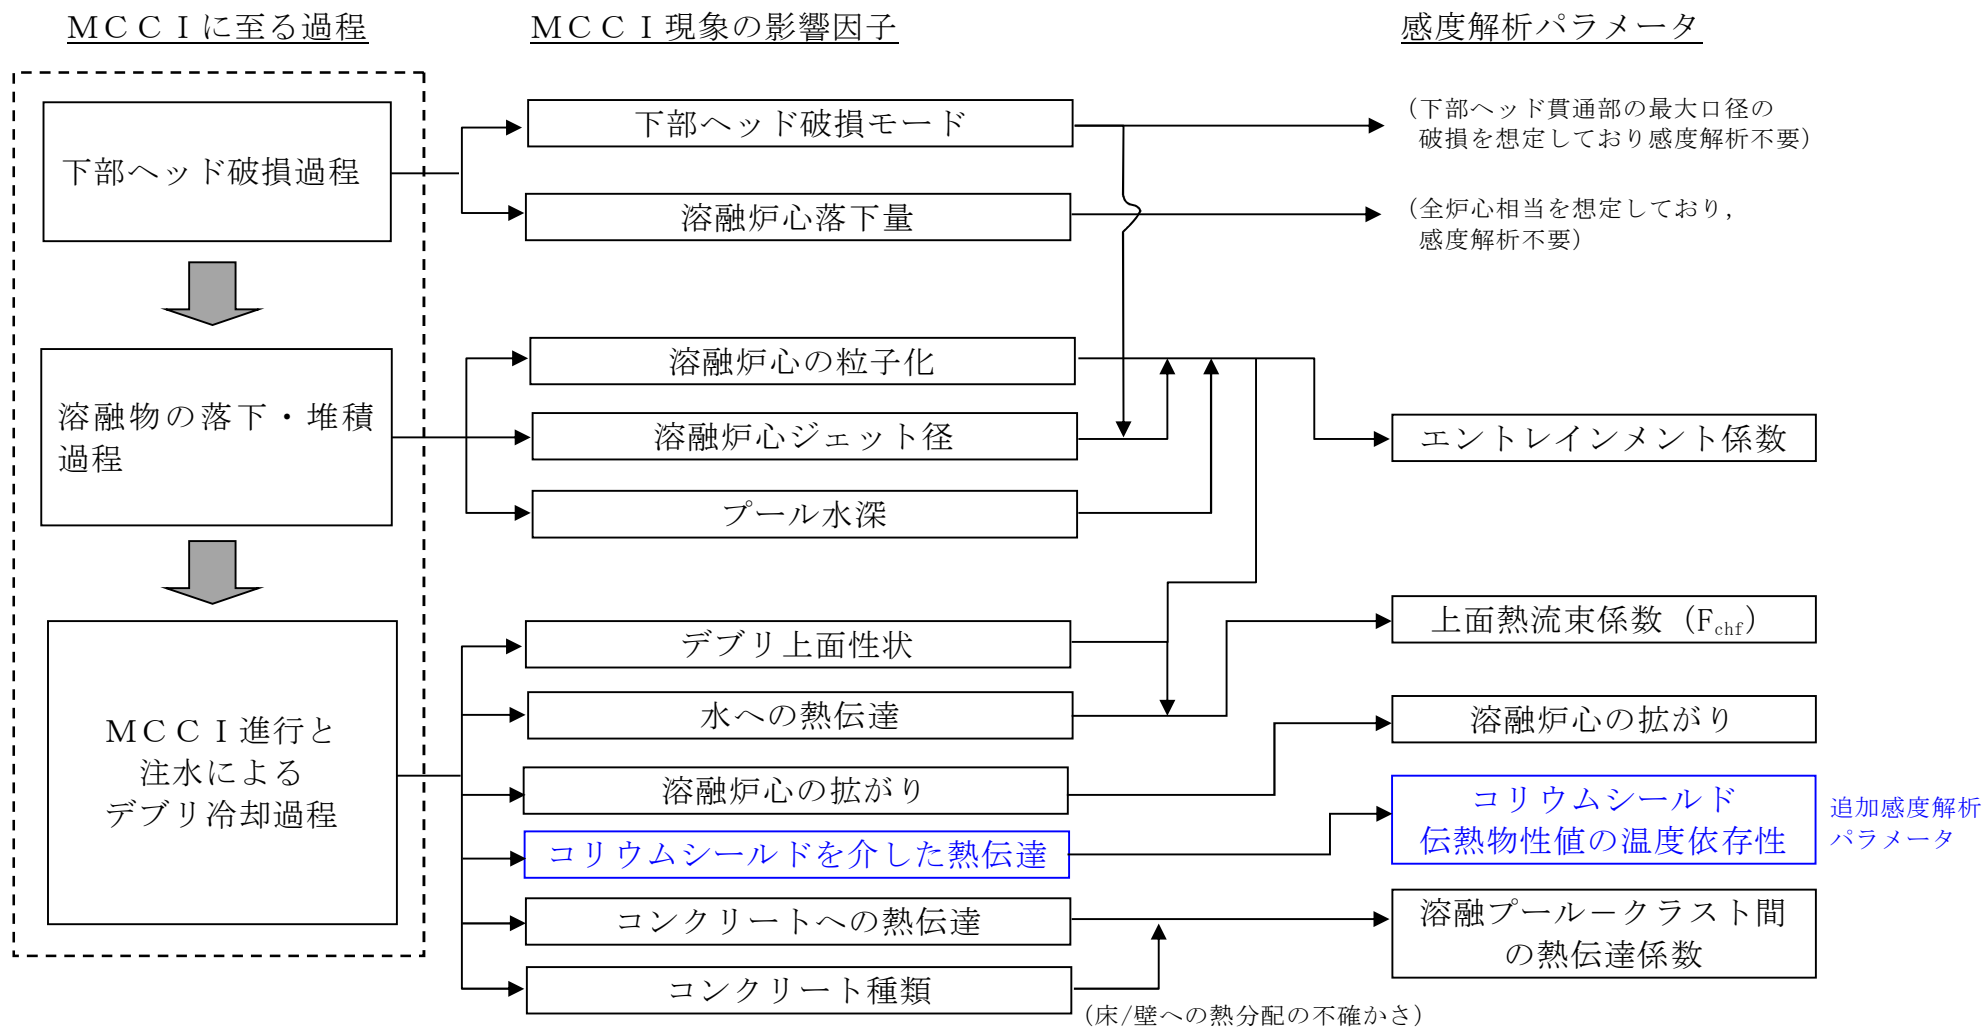 MCCIに至る過程
MCCI現象の影響因子
感度解析パラメータ
下部ヘッド破損過程
下部ヘッド破損モード
(下部ヘッド貫通部の最大口径の
破損を想定しており感度解析不要)
溶融炉心落下量
(全炉心相当を想定しており,
感度解析不要)
溶融物の落下・堆積
過程
溶融炉心の粒子化
溶融炉心ジェット径
プール水深
エントレインメント係数
MCCI進行と
注水による
デブリ冷却過程
デブリ上面性状
水への熱伝達
溶融炉心の拡がり
コリウムシールドを介した熱伝達
コンクリートへの熱伝達
コンクリート種類
上面熱流束係数(Fchf)
溶融炉心の拡がり
コリウムシールド
伝熱物性値の温度依存性
追加感度解析
パラメータ
溶融プール-クラスト間
の熱伝達係数
(床/壁への熱分配の不確かさ)